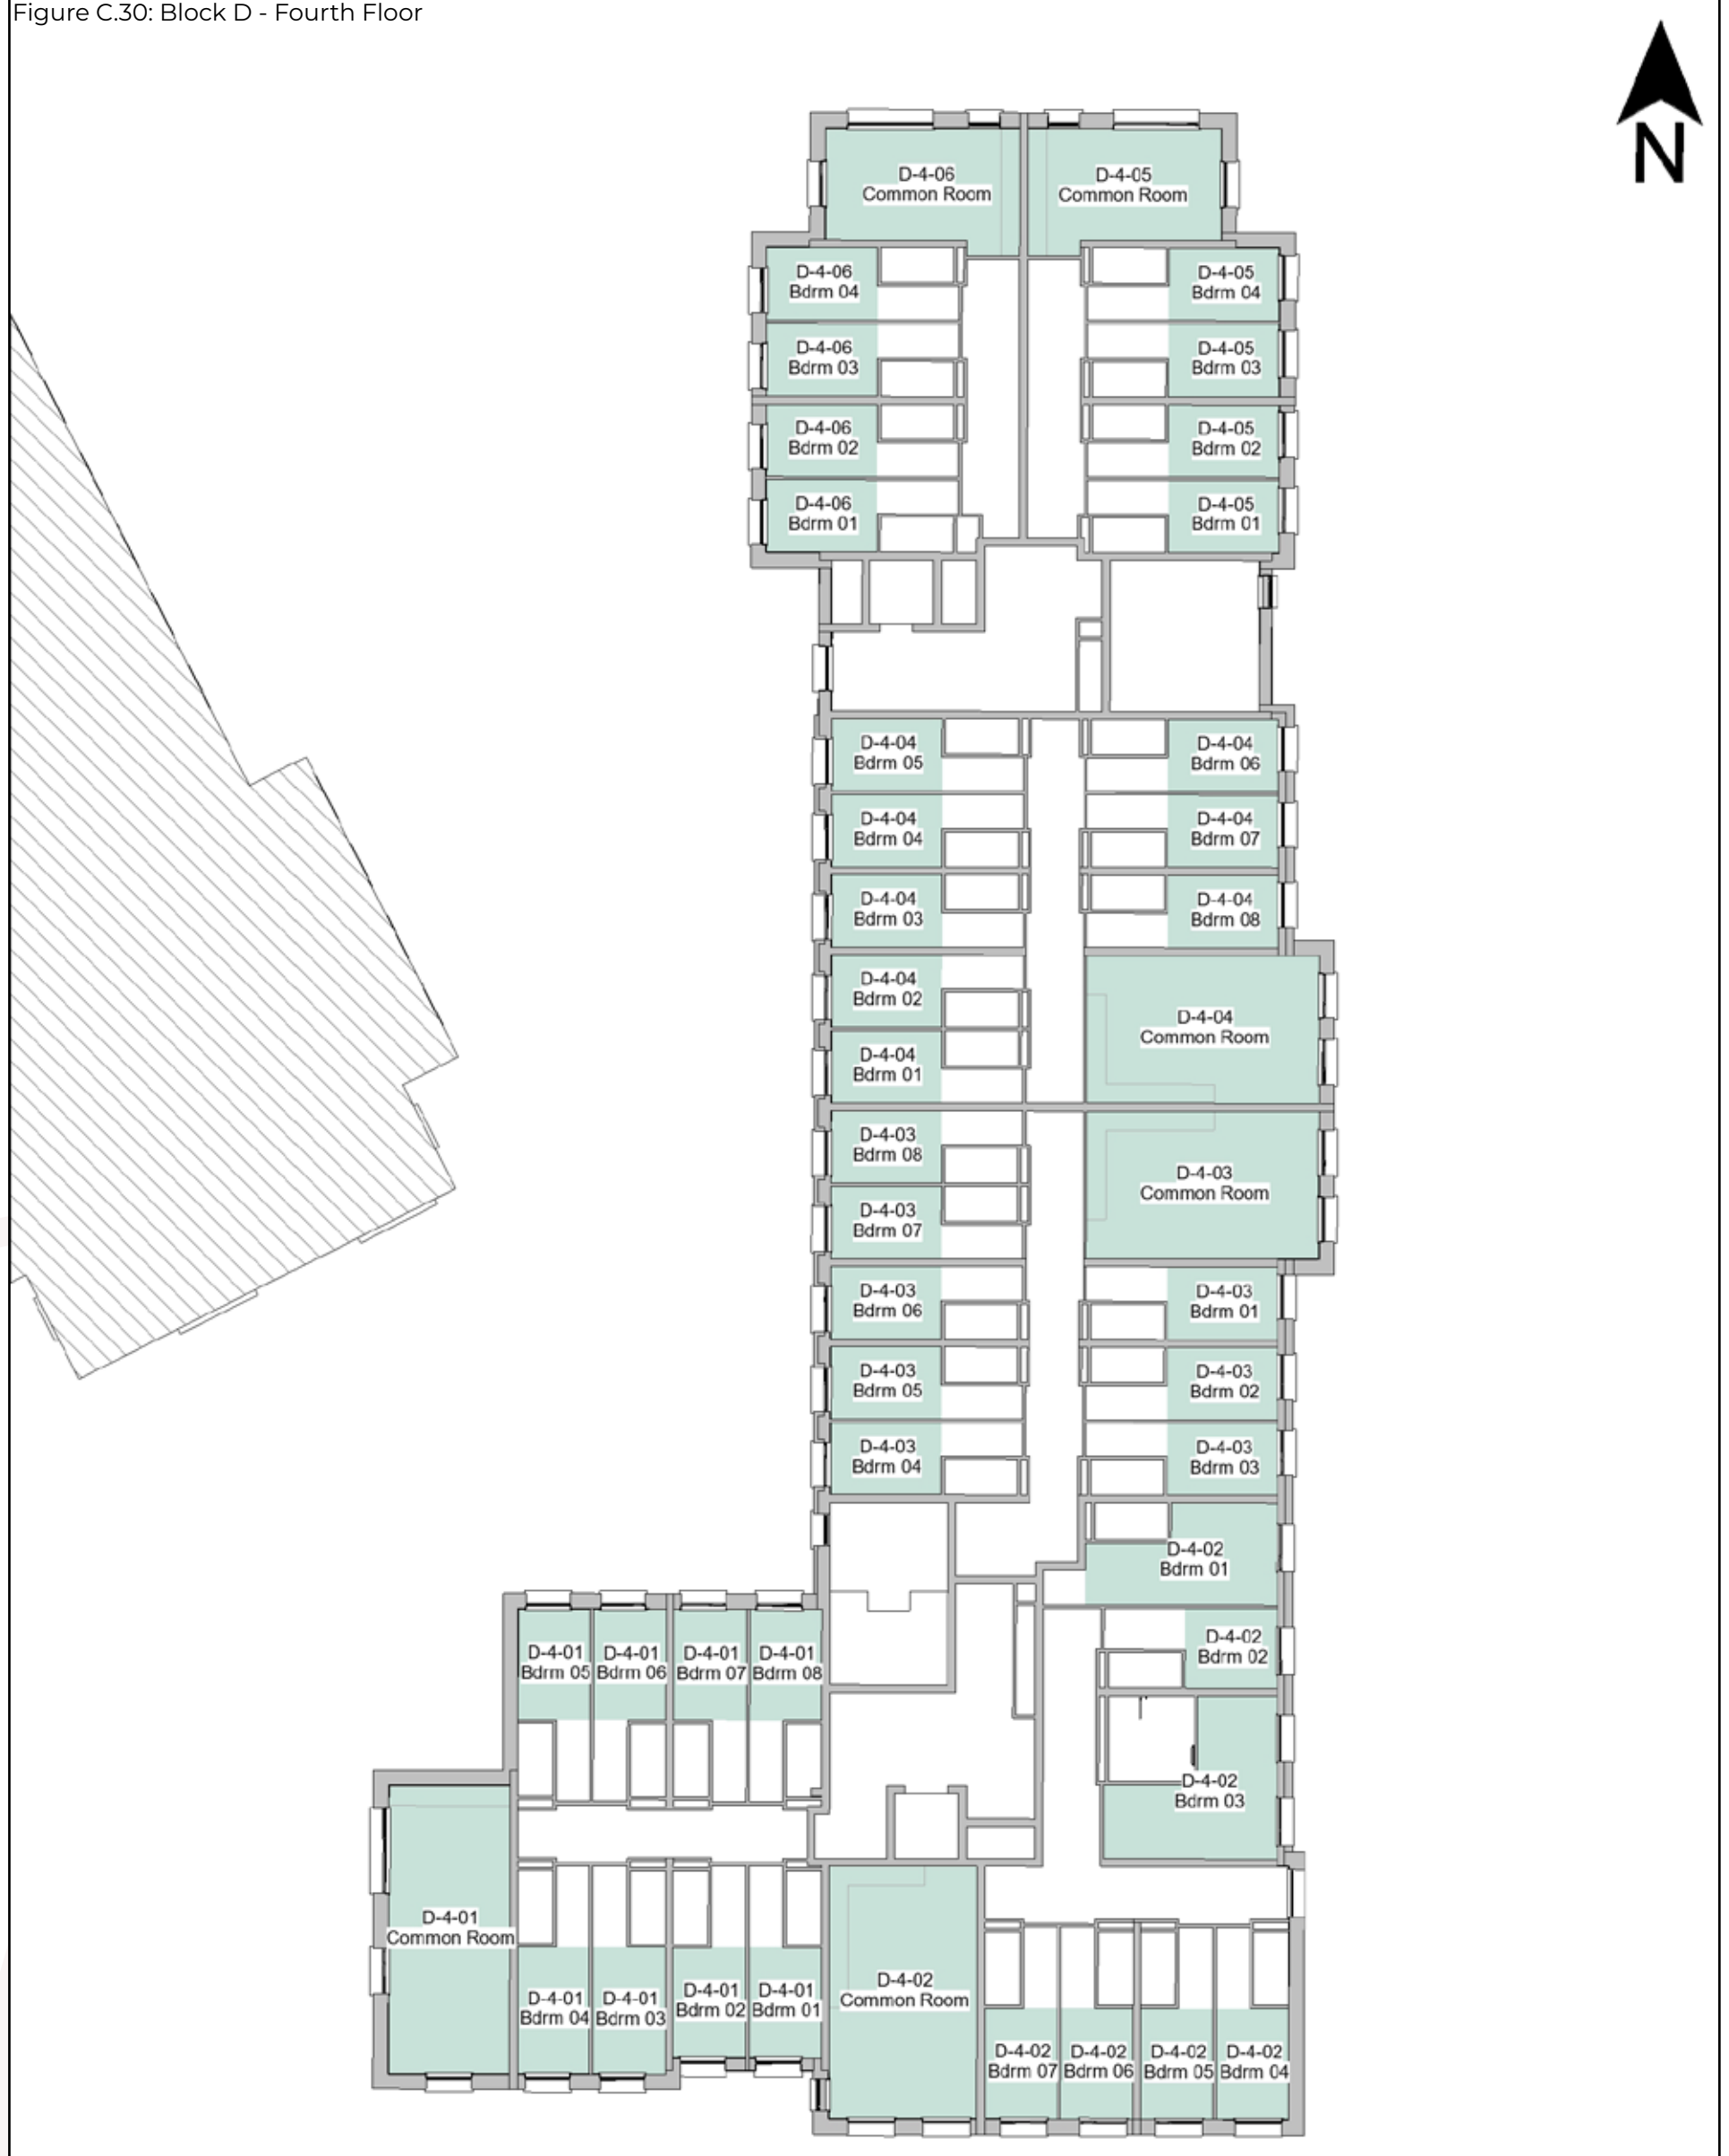 Figure C.30: Block D - Fourth Floor
N
D-4-06
Common Room
D-4-05
Common Room
D-4-06
Bdrm 04
D-4-05
Bdrm 04
D-4-06
Bdrm 03
D-4-05
Bdrm 03
D-4-06
Bdrm 02
D-4-05
Bdrm 02
D-4-06
Bdrm 01
D-4-05
Bdrm 01
D-4-04
Bdrm 05
D-4-04
Bdrm 06
D-4-04
Bdrm 04
D-4-04
Bdrm 07
D-4-04
Bdrm 03
D-4-04
Bdrm 08
D-4-04
Bdrm 02
D-4-04
Common Room
D-4-04
Bdrm 01
D-4-03
Bdrm 08
D-4-03
Common Room
D-4-03
Bdrm 07
D-4-03
Bdrm 06
D-4-03
Bdrm 01
D-4-03
Bdrm 05
D-4-03
Bdrm 02
D-4-03
Bdrm 04
D-4-03
Bdrm 03
D-4-02
Bdrm 01
D-4-02
Bdrm 02
D-4-01
Bdrm 05
D-4-01
Bdrm 06
D-4-01
Bdrm 07
D-4-01
Bdrm 08
D-4-02
Bdrm 03
D-4-01
Common Room
D-4-01
Bdrm 04
D-4-01
Bdrm 03
D-4-01
Bdrm 02
D-4-01
Bdrm 01
D-4-02
Common Room
D-4-02
Bdrm 07
D-4-02
Bdrm 06
D-4-02
Bdrm 05
D-4-02
Bdrm 04